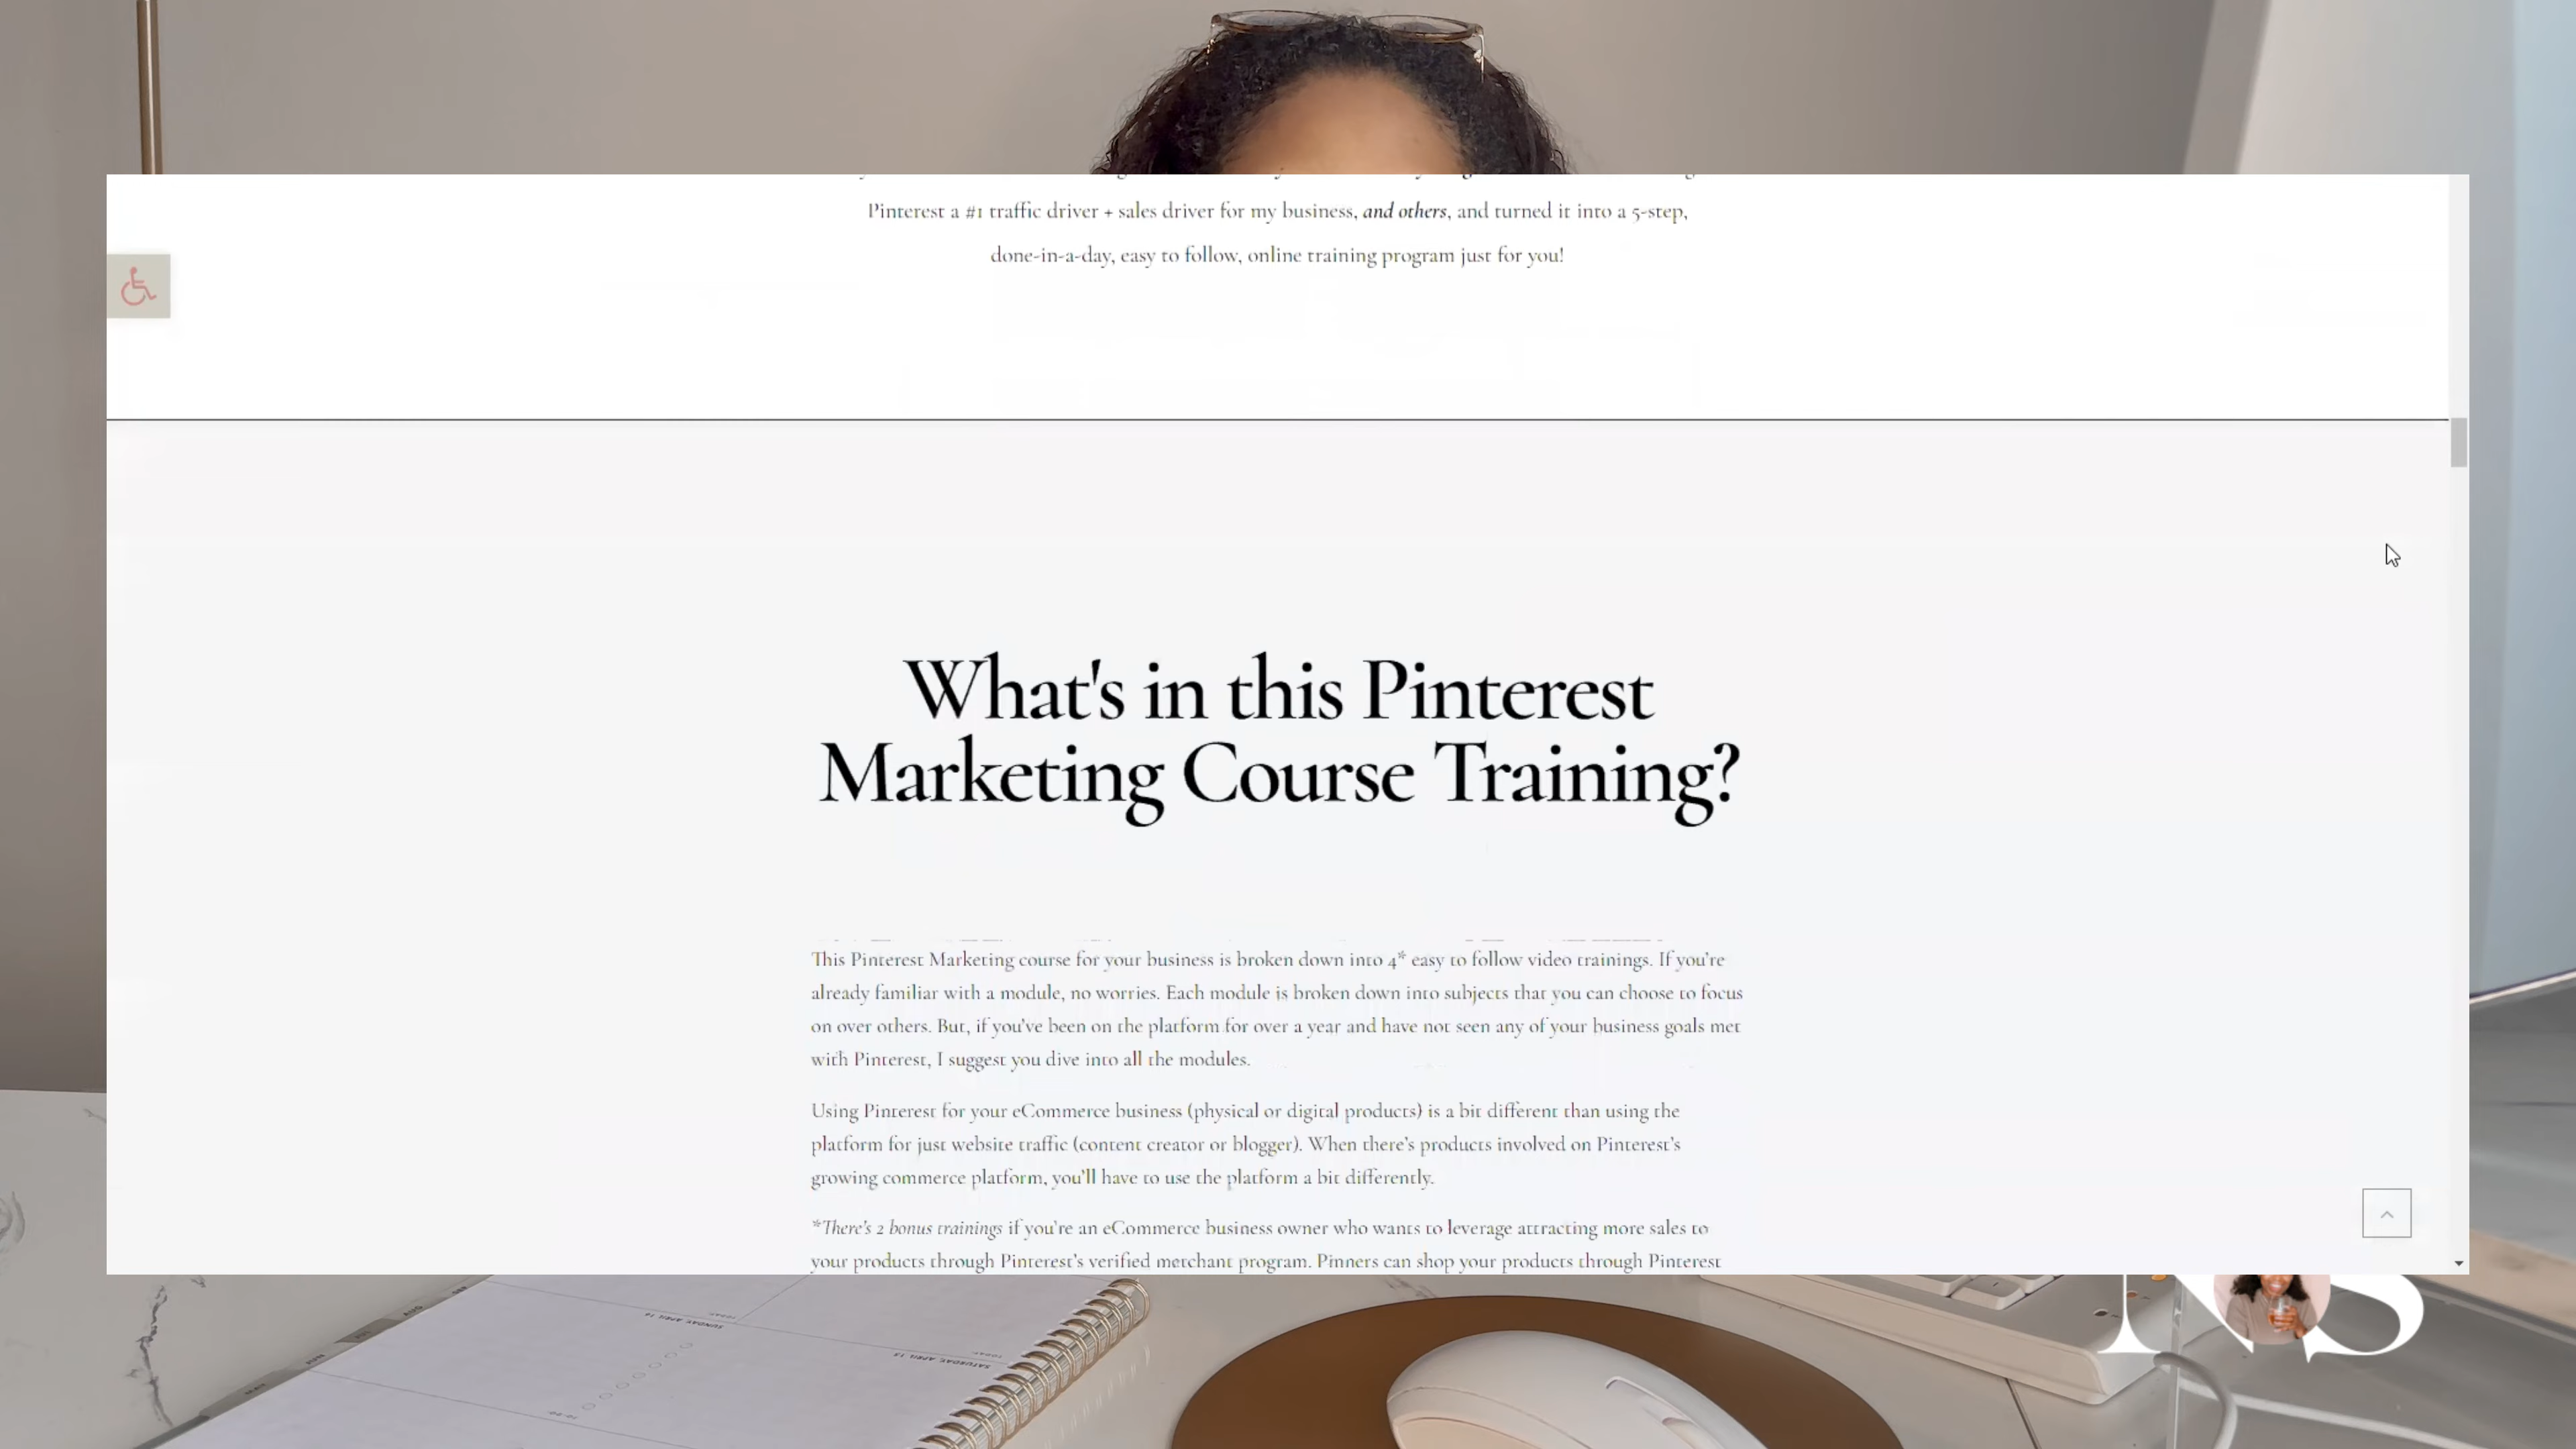 Pinterest a #1 traffic driver + sales driver for my business, and others, and turned it into a 5-step,
done-in-a-day, easy to follow, online training program just for you!
What's in this Pinterest
Marketing Course Training?
This Pinterest Marketing course for your business is broken down into 4* easy to follow video trainings. If you're
already familiar with a module, no worries. Each module is broken down into subjects that you can choose to focus
on over others. But, if you've been on the platform for over a year and have not seen any of your business goals met
with Pinterest, I suggest you dive into all the modules.
Using Pinterest for your eCommerce business (physical or digital products) is a bit different than using the
platform for just website traffic (content creator or blogger). When there's products involved on Pinterest's
growing commerce platform, you'll have to use the platform a bit differently.
*There's 2 bonus trainings if you're an eCommerce business owner who wants to leverage attracting more sales to
your products through Pinterest's verified merchant program. Pinners can shop your products through Pinterest
SUNDAY APRIL 16
SATURDAY APRIL 15
NS